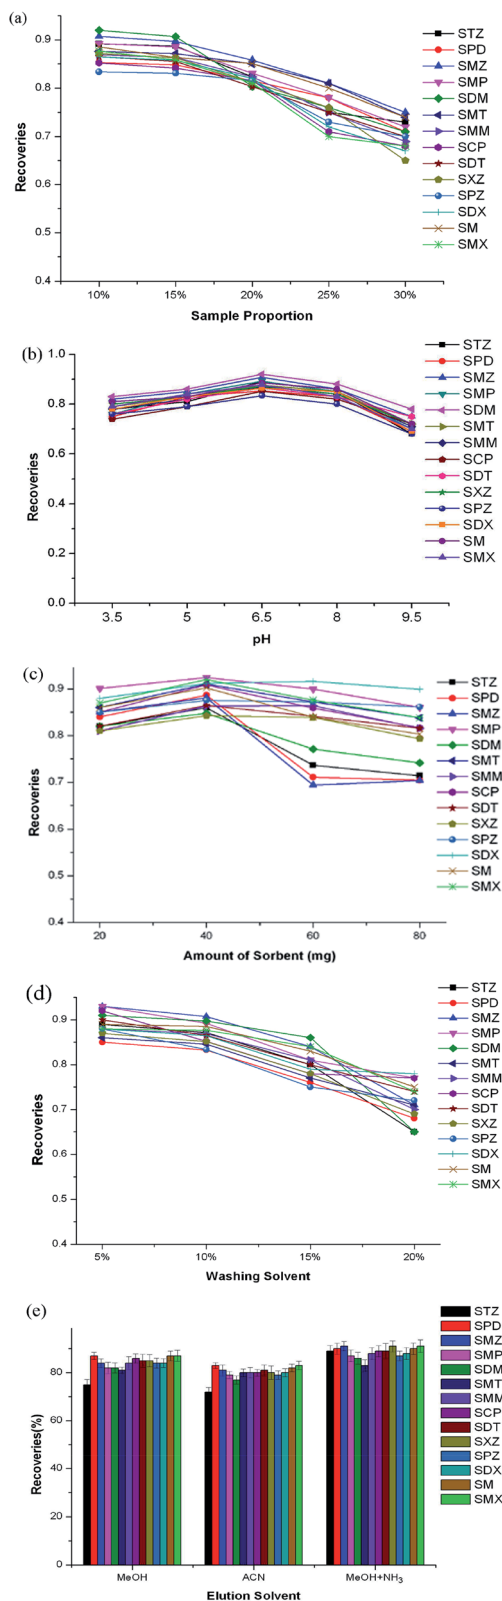 (a)
0.9
0.8
0.7
0.6
0.5
0.4
Recoveries
10% 15% 20% 25% 30%
Sample Proportion
STZ
SPD
SMZ
SMP
SDM
SMT
SMM
SCP
SDT
SXZ
SPZ
SDX
SM
SMX
(b)
1.0
0.8
0.6
0.4
0.2
0.0
Recoveries
3.5 5 6.5 8 9.5
pH
STZ
SPD
SMZ
SMP
SDM
SMT
SMM
SCP
SDT
SXZ
SPZ
SDX
SM
SMX
(c)
0.9
0.8
0.7
0.6
0.5
0.4
Recoveries
20 40 60 80
Amount of Sorbent (mg)
STZ
SPD
SMZ
SMP
SDM
SMT
SMM
SCP
SDT
SXZ
SPZ
SDX
SM
SMX
(d)
0.9
0.8
0.7
0.6
0.5
0.4
Recoveries
5% 10% 15% 20%
Washing Solvent
STZ
SPD
SMZ
SMP
SDM
SMT
SMM
SCP
SDT
SXZ
SPZ
SDX
SM
SMX
(e)
80
60
40
20
0
Recoveries(%)
MeOH ACN MeOH+NH3
Elution Solvent
STZ
SPD
SMZ
SMP
SDM
SMT
SMM
SCP
SDT
SXZ
SPZ
SDX
SM
SMX